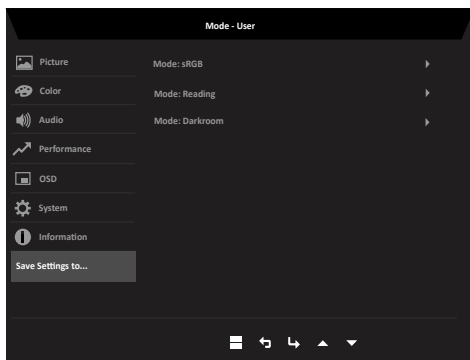 Mode - User
Picture
Color
Audio
Performance
OSD
System
Information
Save Settings to...
Mode: sRGB
Mode: Reading
Mode: Darkroom